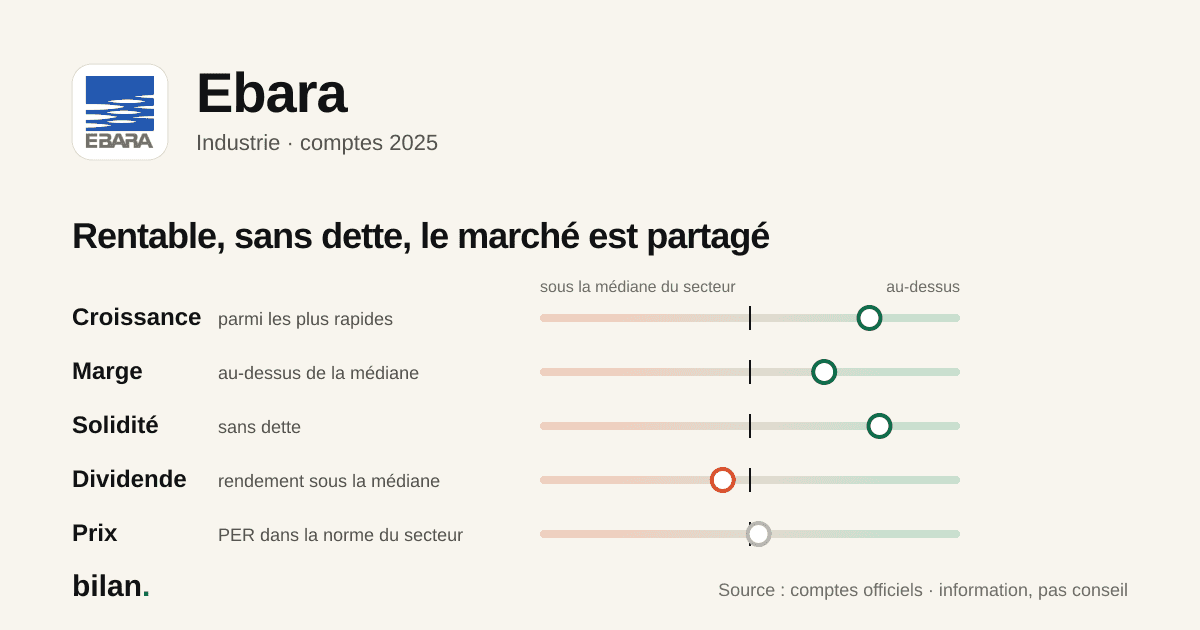 EBARA
Ebara
Industrie · comptes 2025
Rentable, sans dette, le marché est partagé
sous la médiane du secteur au-dessus
Croissance parmi les plus rapides
Marge au-dessus de la médiane
Solidité sans dette
Dividende rendement sous la médiane
Prix PER dans la norme du secteur
bilan.
Source : comptes officiels · information, pas conseil